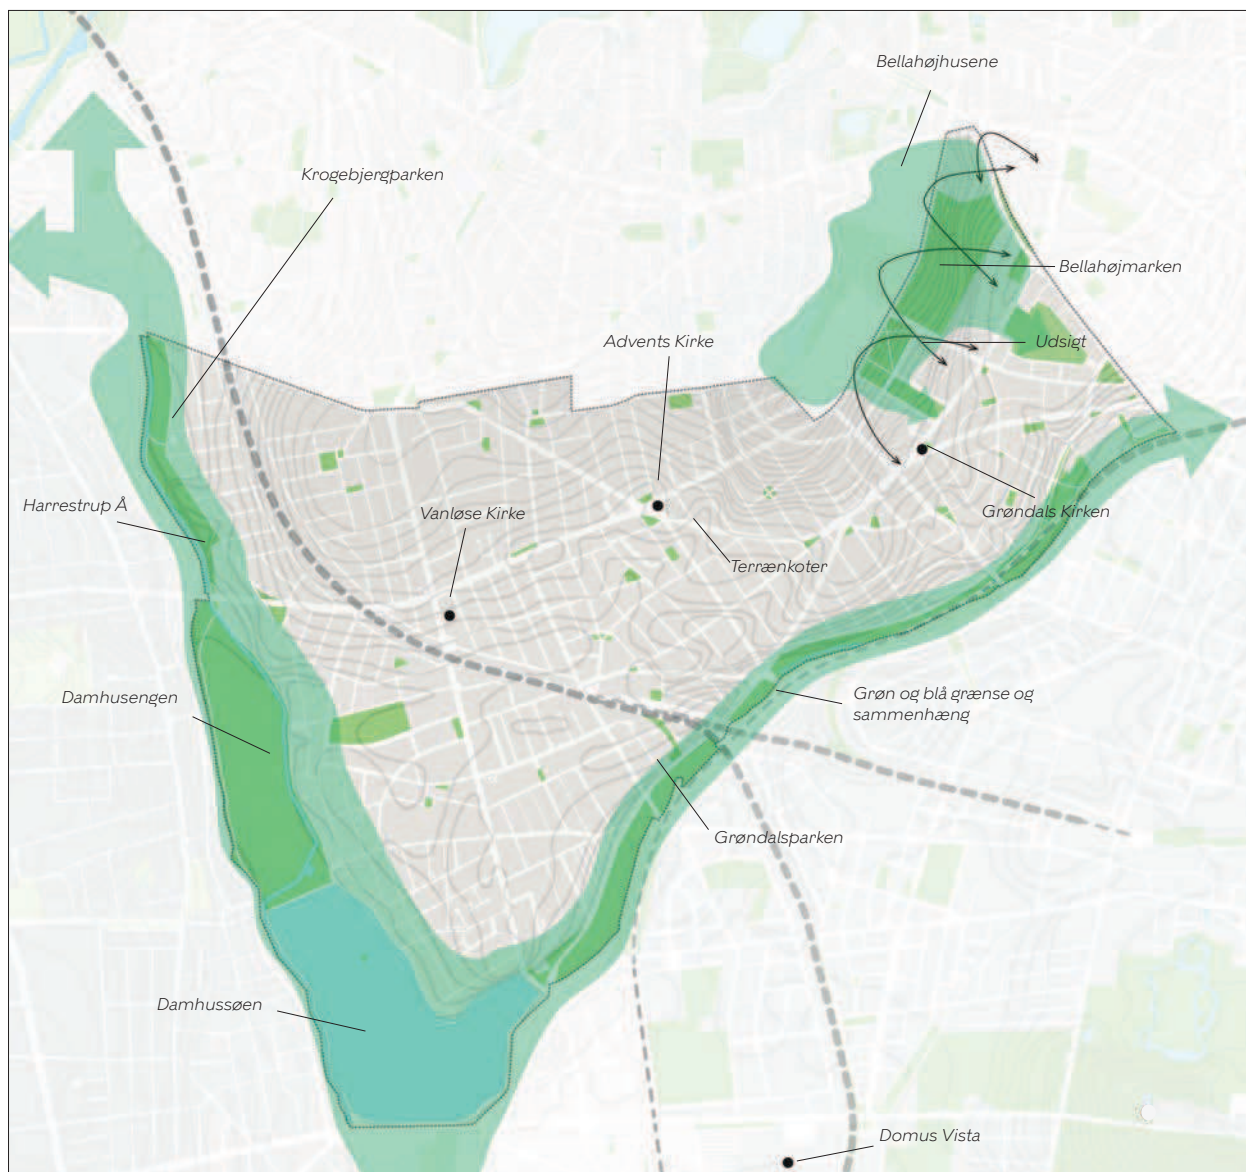 Bellahøjhusene
Krogebjergparken
Bellahøjmarken
Advents Kirke
Udsigt
Harrestrup Å
Vanløse Kirke
Grøndals Kirken
Terrænkoter
Damhusengen
Grøn og blå grænse og
sammenhæng
Grøndalsparken
Damhussøen
Domus Vista